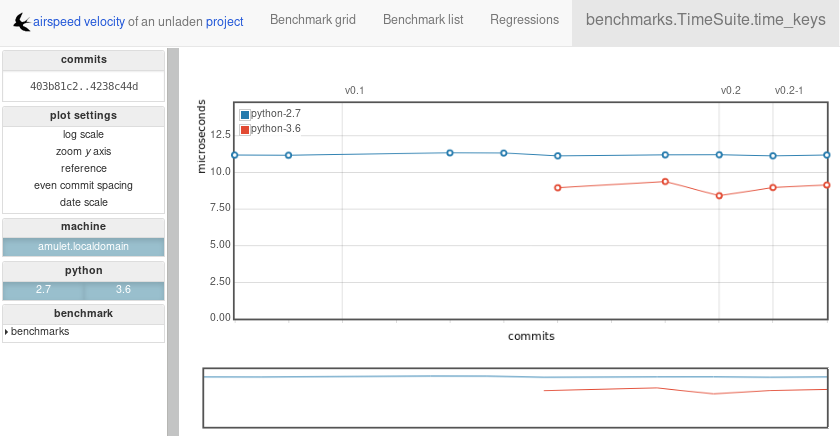 airspeed velocity of an unladen project
Benchmark grid
Benchmark list
Regressions
benchmarks.TimeSuite.time_keys
commits
403b81c2..4238c44d
plot settings
log scale
zoom y axis
reference
even commit spacing
date scale
machine
amulet.localdomain
python
2.7
3.6
benchmark
benchmarks
v0.1
v0.2
v0.2-1
python-2.7
python-3.6
microseconds
12.5
10.0
7.50
5.00
2.50
0.00
commits